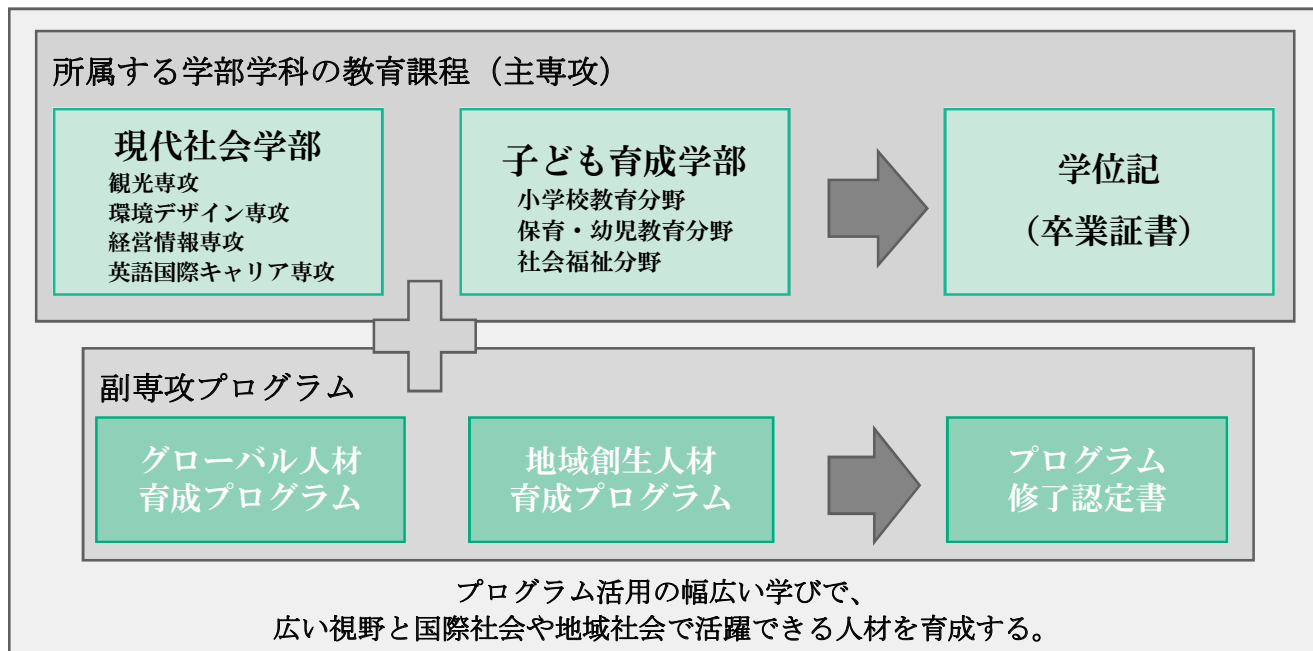 所属する学部学科の教育課程（主専攻）
現代社会学部
観光専攻
環境デザイン専攻
経営情報専攻
英語国際キャリア専攻
子ども育成学部
小学校教育分野
保育・幼児教育分野
社会福祉分野
学位記
（卒業証書）
副専攻プログラム
グローバル人材
育成プログラム
地域創生人材
育成プログラム
プログラム
修了認定書
プログラム活用の幅広い学びで、
広い視野と国際社会や地域社会で活躍できる人材を育成する。